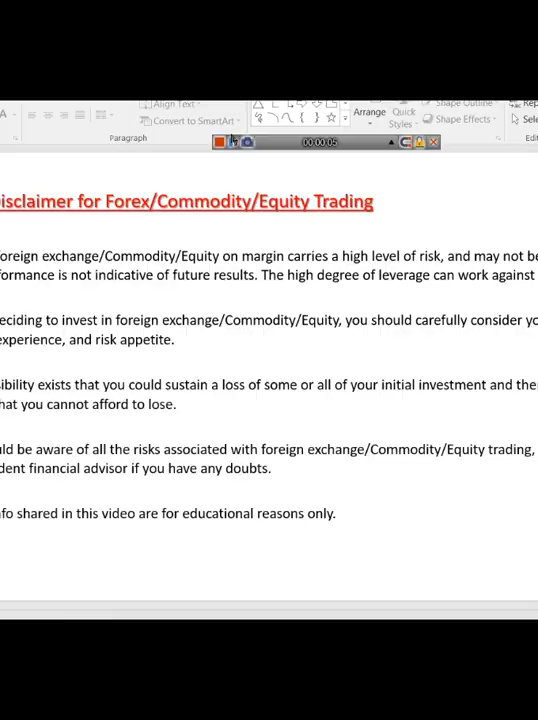 Align Text
Shape Outline
Convert to SmartArt
Arrange
Quick
Styles
Shape Effects
Paragraph
00:00:05
isclaimer for Forex/Commodity/Equity Trading
oreign exchange/Commodity/Equity on margin carries a high level of risk, and may not be
formance is not indicative of future results. The high degree of leverage can work against
eciding to invest in foreign exchange/Commodity/Equity, you should carefully consider yo
experience, and risk appetite.
ibility exists that you could sustain a loss of some or all of your initial investment and the
hat you cannot afford to lose.
uld be aware of all the risks associated with foreign exchange/Commodity/Equity trading,
dent financial advisor if you have any doubts.
nfo shared in this video are for educational reasons only.